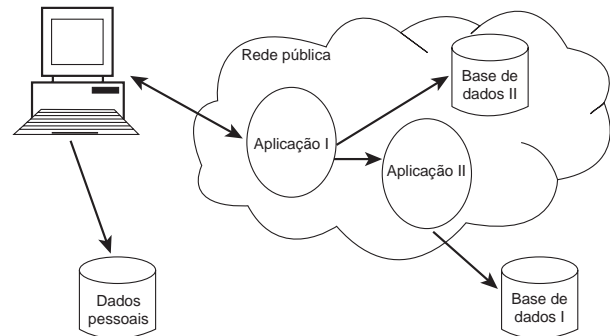 Rede pública
Base de
dados II
Aplicação I
Aplicação II
Dados
pessoais
Base de
dados I